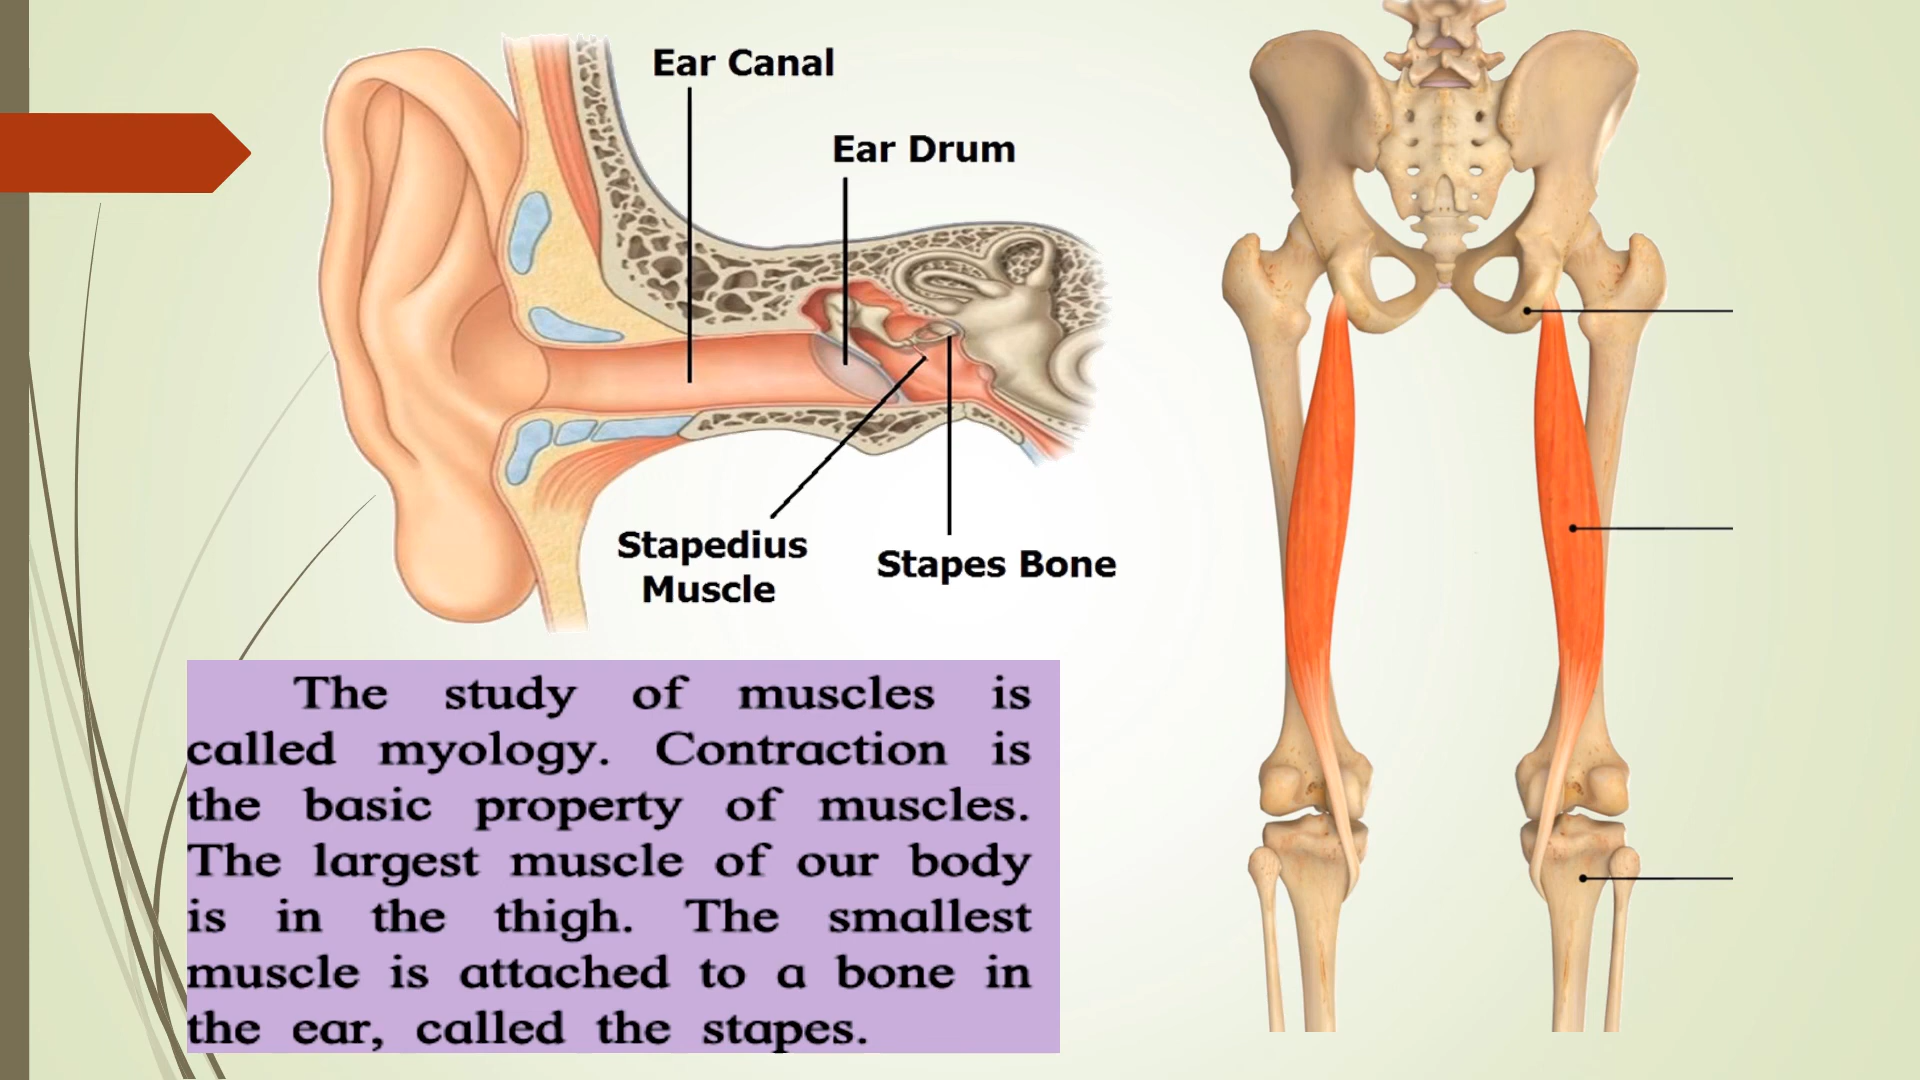 Ear Canal
Ear Drum
Stapedius
Muscle
Stapes Bone
The study of muscles is
called myology. Contraction is
the basic property of muscles.
The largest muscle of our body
is in the thigh. The smallest
muscle is attached to a bone in
the ear, called the stapes.